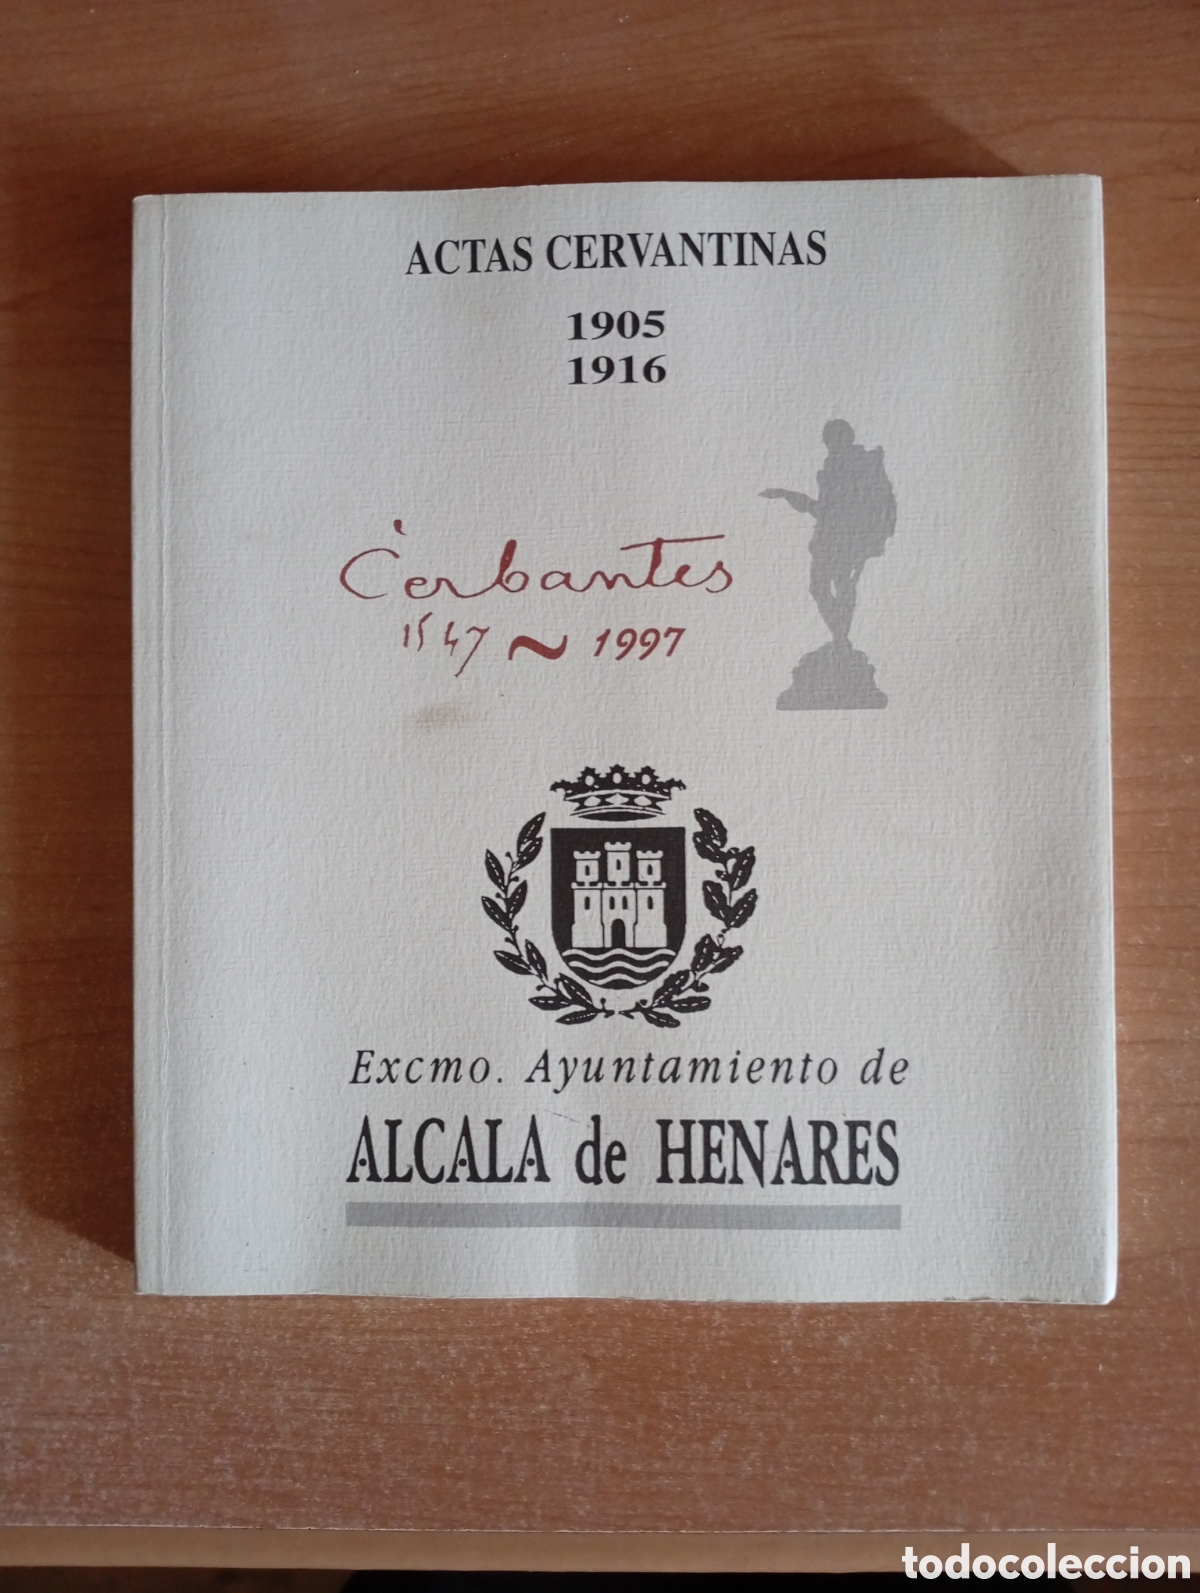 ACTAS CERVANTINAS
1905
1916
Cerbantes
1547 ~ 1997
Excmo. Ayuntamiento de
ALCALA de HENARES
todocoleccion